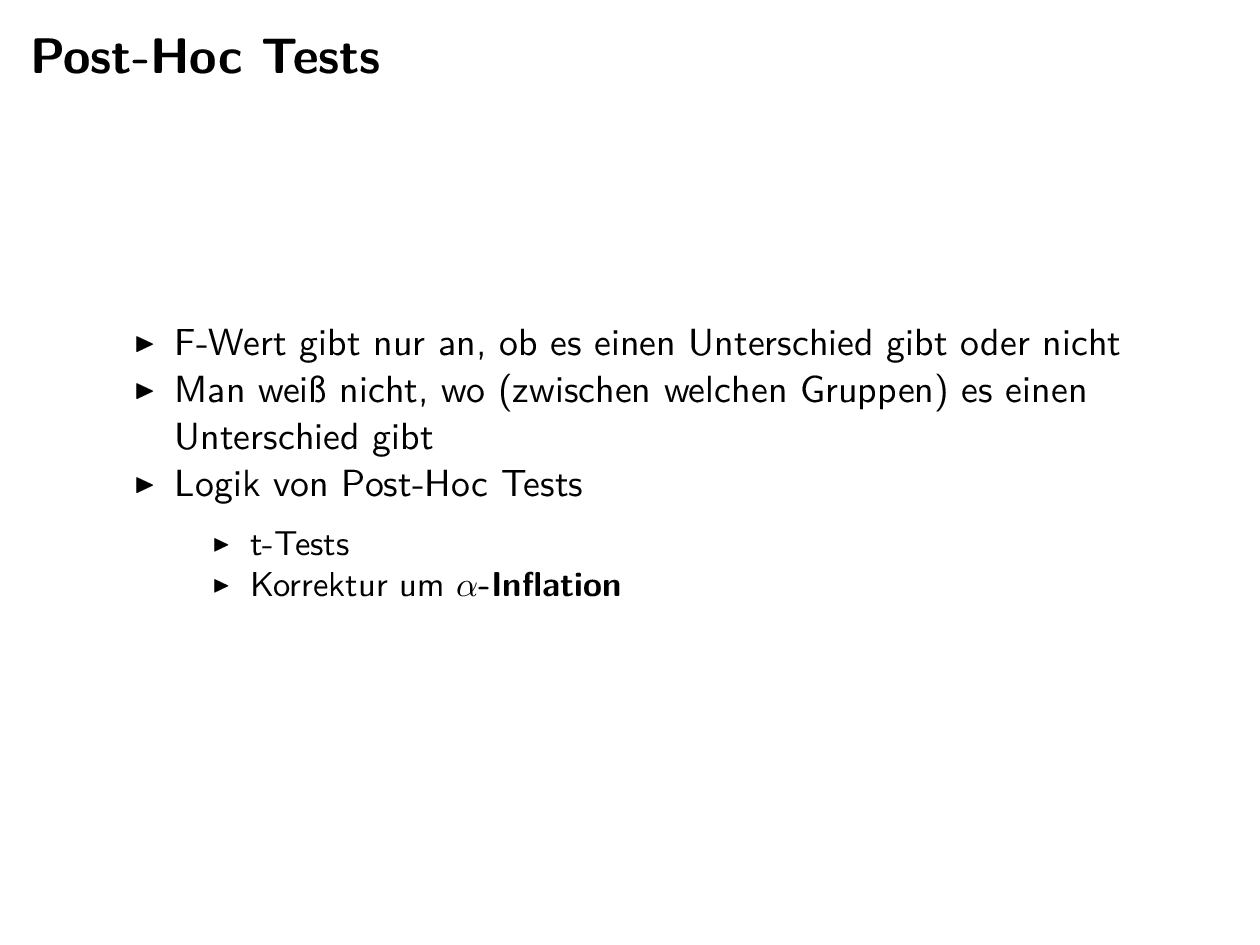 Post-Hoc Tests
▶ F-Wert gibt nur an, ob es einen Unterschied gibt oder nicht
▶ Man weiß nicht, wo (zwischen welchen Gruppen) es einen
Unterschied gibt
▶ Logik von Post-Hoc Tests
▶ t-Tests
▶ Korrektur um α-Inflation